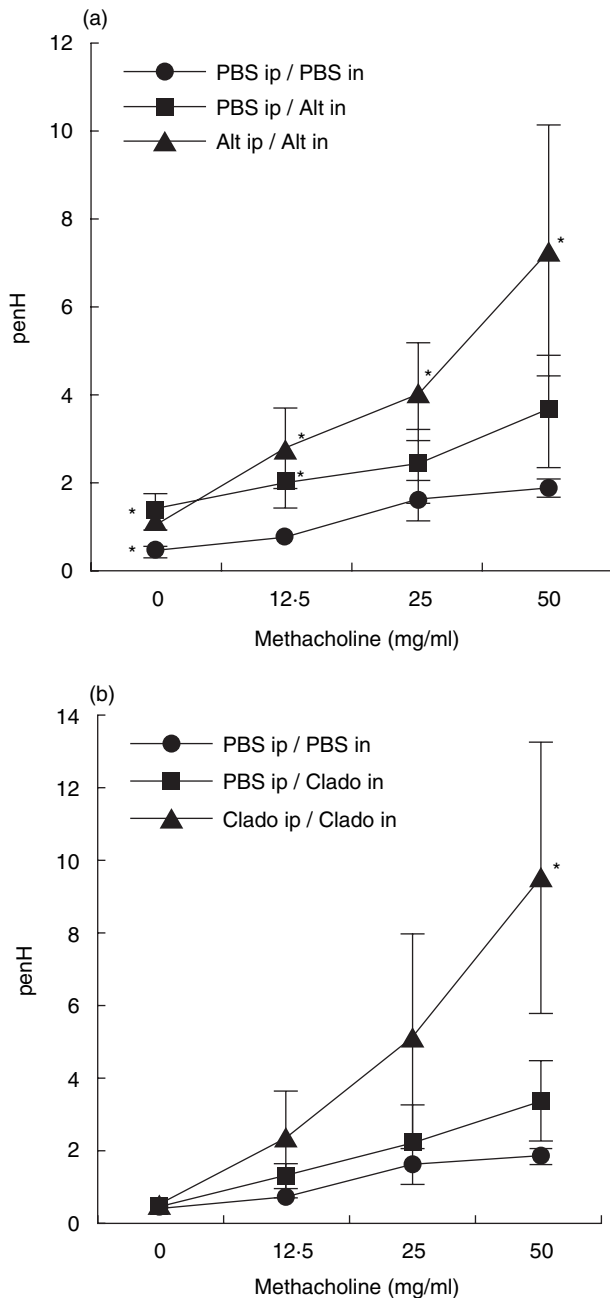 (a)
12
PBS ip / PBS in
PBS ip / Alt in
10
Alt ip / Alt in
8
*
penH
6
*
4
*
*
2
*
*
0
0 12·5 25 50
Methacholine (mg/ml)
(b)
14
PBS ip / PBS in
12
PBS ip / Clado in
Clado ip / Clado in
10
*
8
penH
6
4
2
0
0 12·5 25 50
Methacholine (mg/ml)